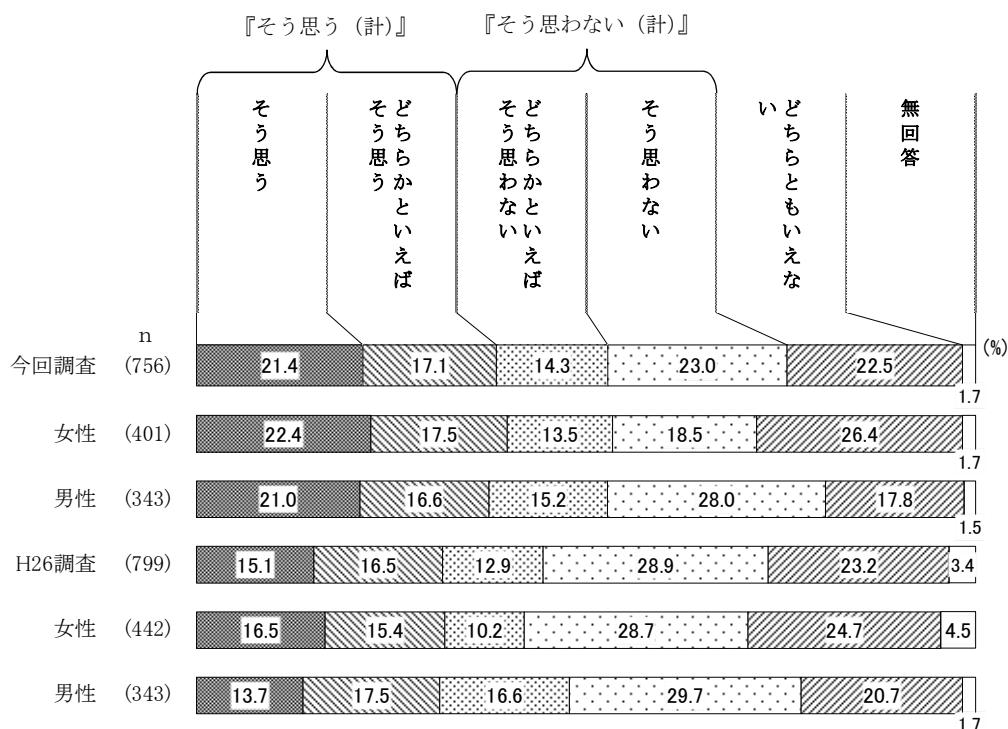 『そう思う（計）』
『そう思わない（計）』
そう思う
どちらかといえば
そう思う
どちらかといえば
そう思わない
そう思わない
どちらともいえな
い
無回答
n
(%)
今回調査 (756) 21.4 17.1 14.3 23.0 22.5 1.7
女性 (401) 22.4 17.5 13.5 18.5 26.4 1.7
男性 (343) 21.0 16.6 15.2 28.0 17.8 1.5
H26調査 (799) 15.1 16.5 12.9 28.9 23.2 3.4
女性 (442) 16.5 15.4 10.2 28.7 24.7 4.5
男性 (343) 13.7 17.5 16.6 29.7 20.7 1.7